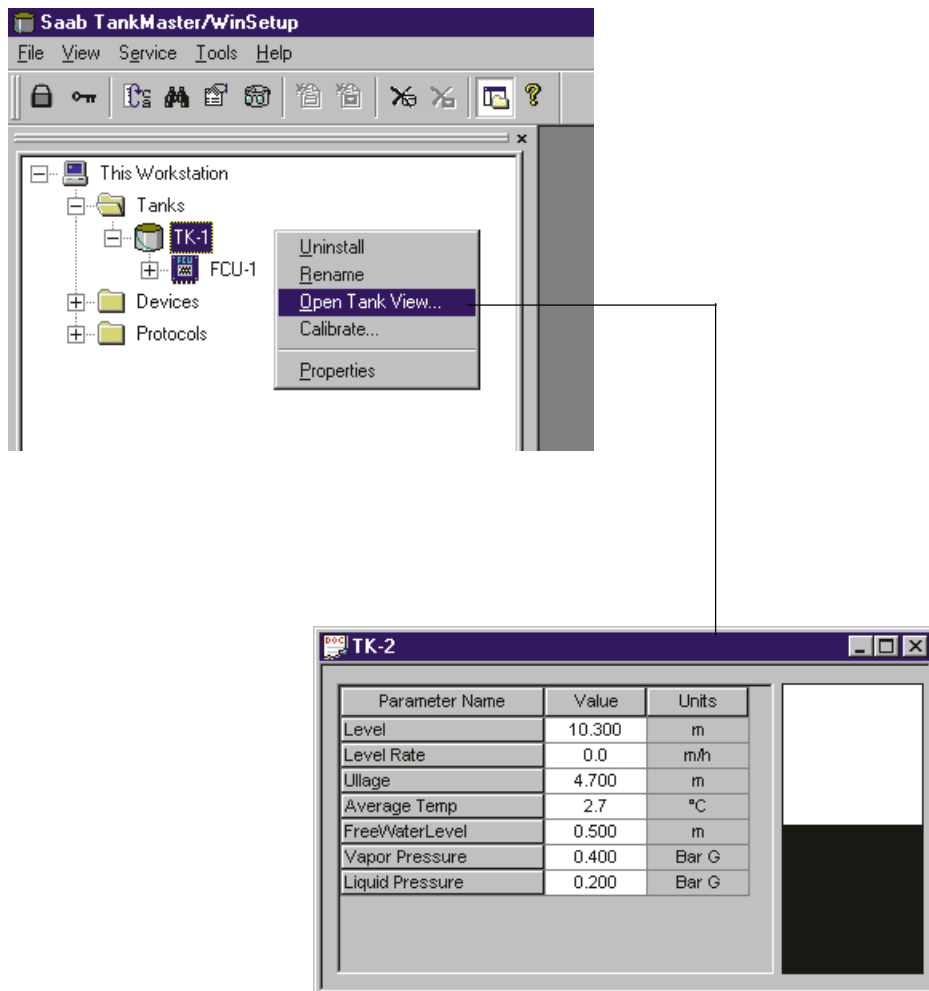 Saab TankMaster/WinSetup
File View Service Tools Help
This Workstation
Tanks
TK-1
FCU
FCU-1
Devices
Protocols
Uninstall
Rename
Open Tank View...
Calibrate...
Properties
DOC
TK-2
Parameter Name Value Units
Level 10.300 m
Level Rate 0.0 m/h
Ullage 4.700 m
Average Temp 2.7 °C
FreeWaterLevel 0.500 m
Vapor Pressure 0.400 Bar G
Liquid Pressure 0.200 Bar G